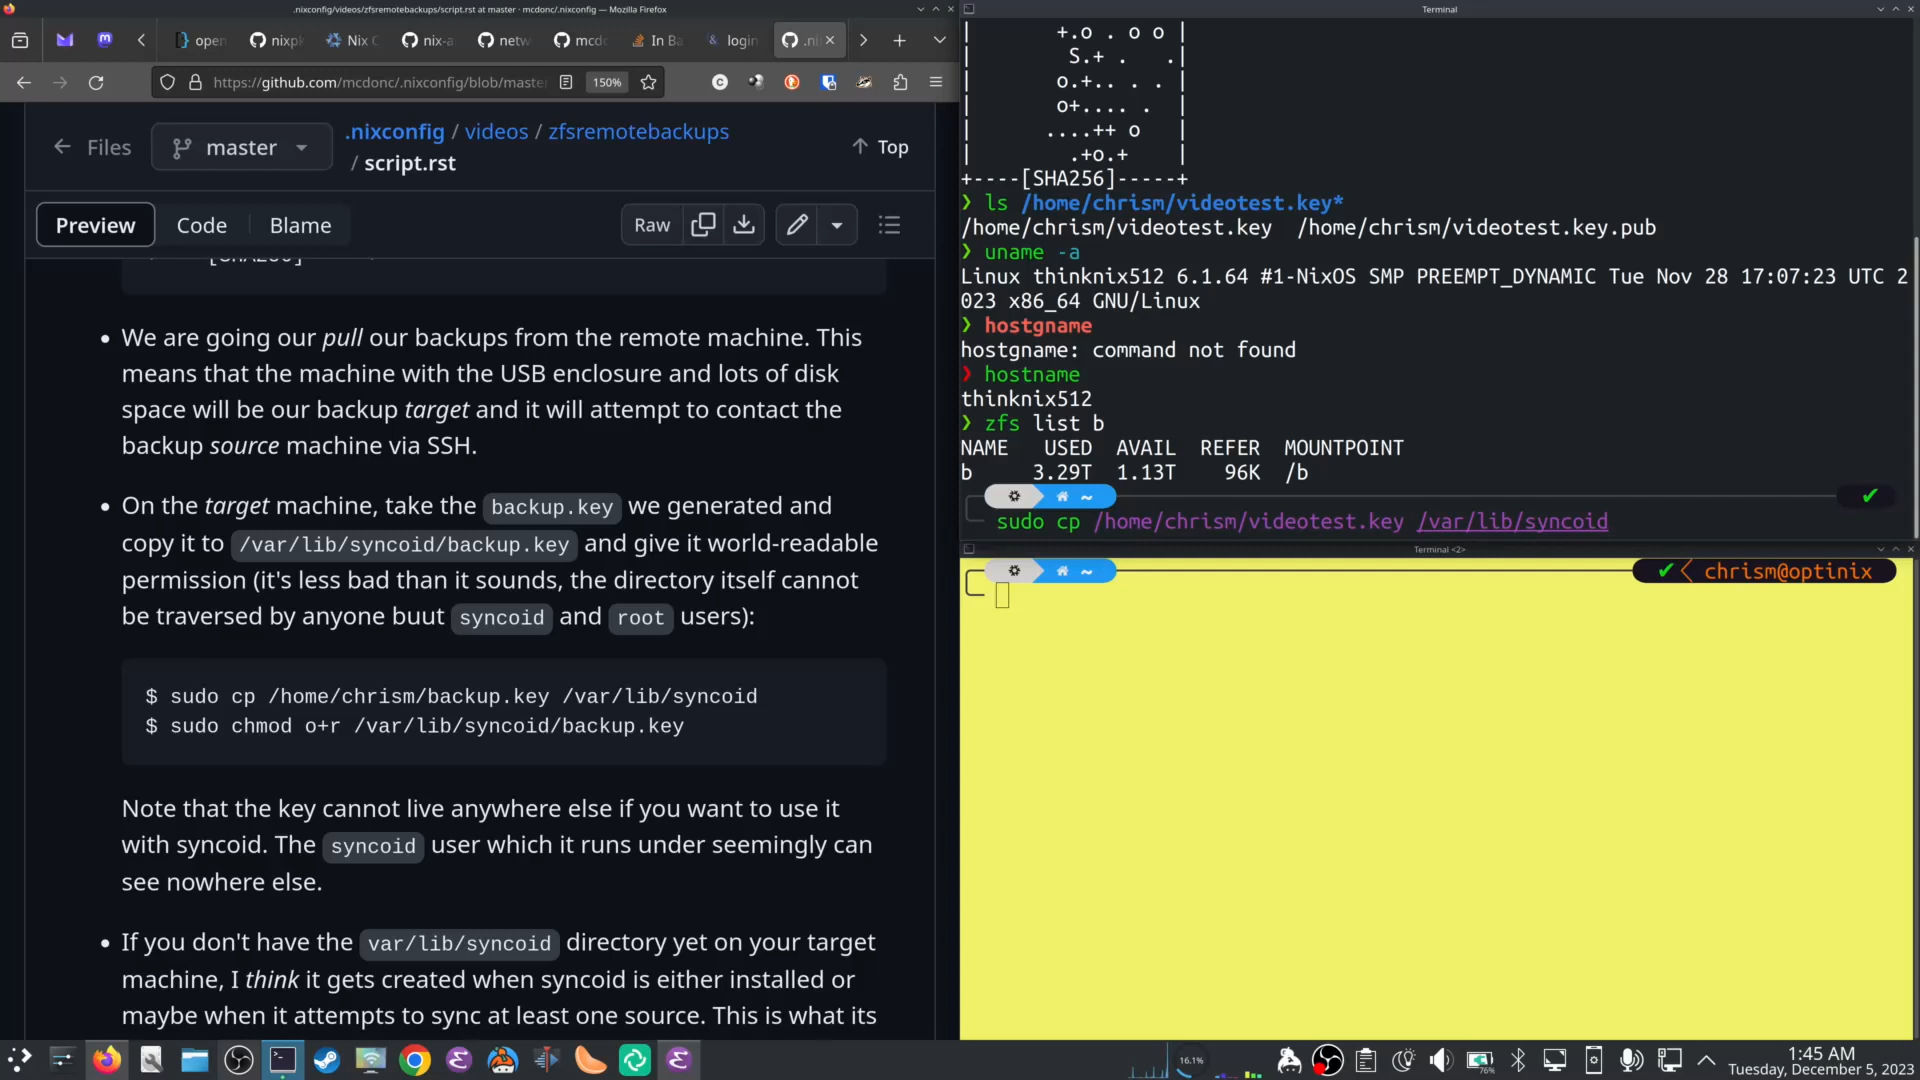 .nixconfig/videos/zfsremotebackups/script.rst at master · mcdonc/.nixconfig — Mozilla Firefox
open
nixpk
Nix C
nix-a
netw
mcdc
In Ba
login
.ni
https://github.com/mcdonc/.nixconfig/blob/master
150%
Files
master
.nixconfig / videos / zfsremotebackups
/ script.rst
Top
Preview
Code
Blame
Raw
[SHA256]
We are going our pull our backups from the remote machine. This
means that the machine with the USB enclosure and lots of disk
space will be our backup target and it will attempt to contact the
backup source machine via SSH.
On the target machine, take the backup.key we generated and
copy it to /var/lib/syncoid/backup.key and give it world-readable
permission (it's less bad than it sounds, the directory itself cannot
be traversed by anyone buut syncoid and root users):
$ sudo cp /home/chrism/backup.key /var/lib/syncoid
$ sudo chmod o+r /var/lib/syncoid/backup.key
Note that the key cannot live anywhere else if you want to use it
with syncoid. The syncoid user which it runs under seemingly can
see nowhere else.
If you don't have the var/lib/syncoid directory yet on your target
machine, I think it gets created when syncoid is either installed or
maybe when it attempts to sync at least one source. This is what its
Terminal
|       +.o . o o |
|        S.+ .   .|
|       o.+.. . . |
|       o+.... .  |
|      ....++ o   |
|        .+o.+    |
+----[SHA256]-----+
❯ ls /home/chrism/videotest.key*
/home/chrism/videotest.key  /home/chrism/videotest.key.pub
❯ uname -a
Linux thinknix512 6.1.64 #1-NixOS SMP PREEMPT_DYNAMIC Tue Nov 28 17:07:23 UTC 2
023 x86_64 GNU/Linux
❯ hostgname
hostgname: command not found
❯ hostname
thinknix512
❯ zfs list b
NAME   USED  AVAIL  REFER  MOUNTPOINT
b     3.29T  1.13T    96K  /b
~ ✔
sudo cp /home/chrism/videotest.key /var/lib/syncoid
Terminal <2>
~ ✔ chrism@optinix
16.1%
76%
1:45 AM
Tuesday, December 5, 2023